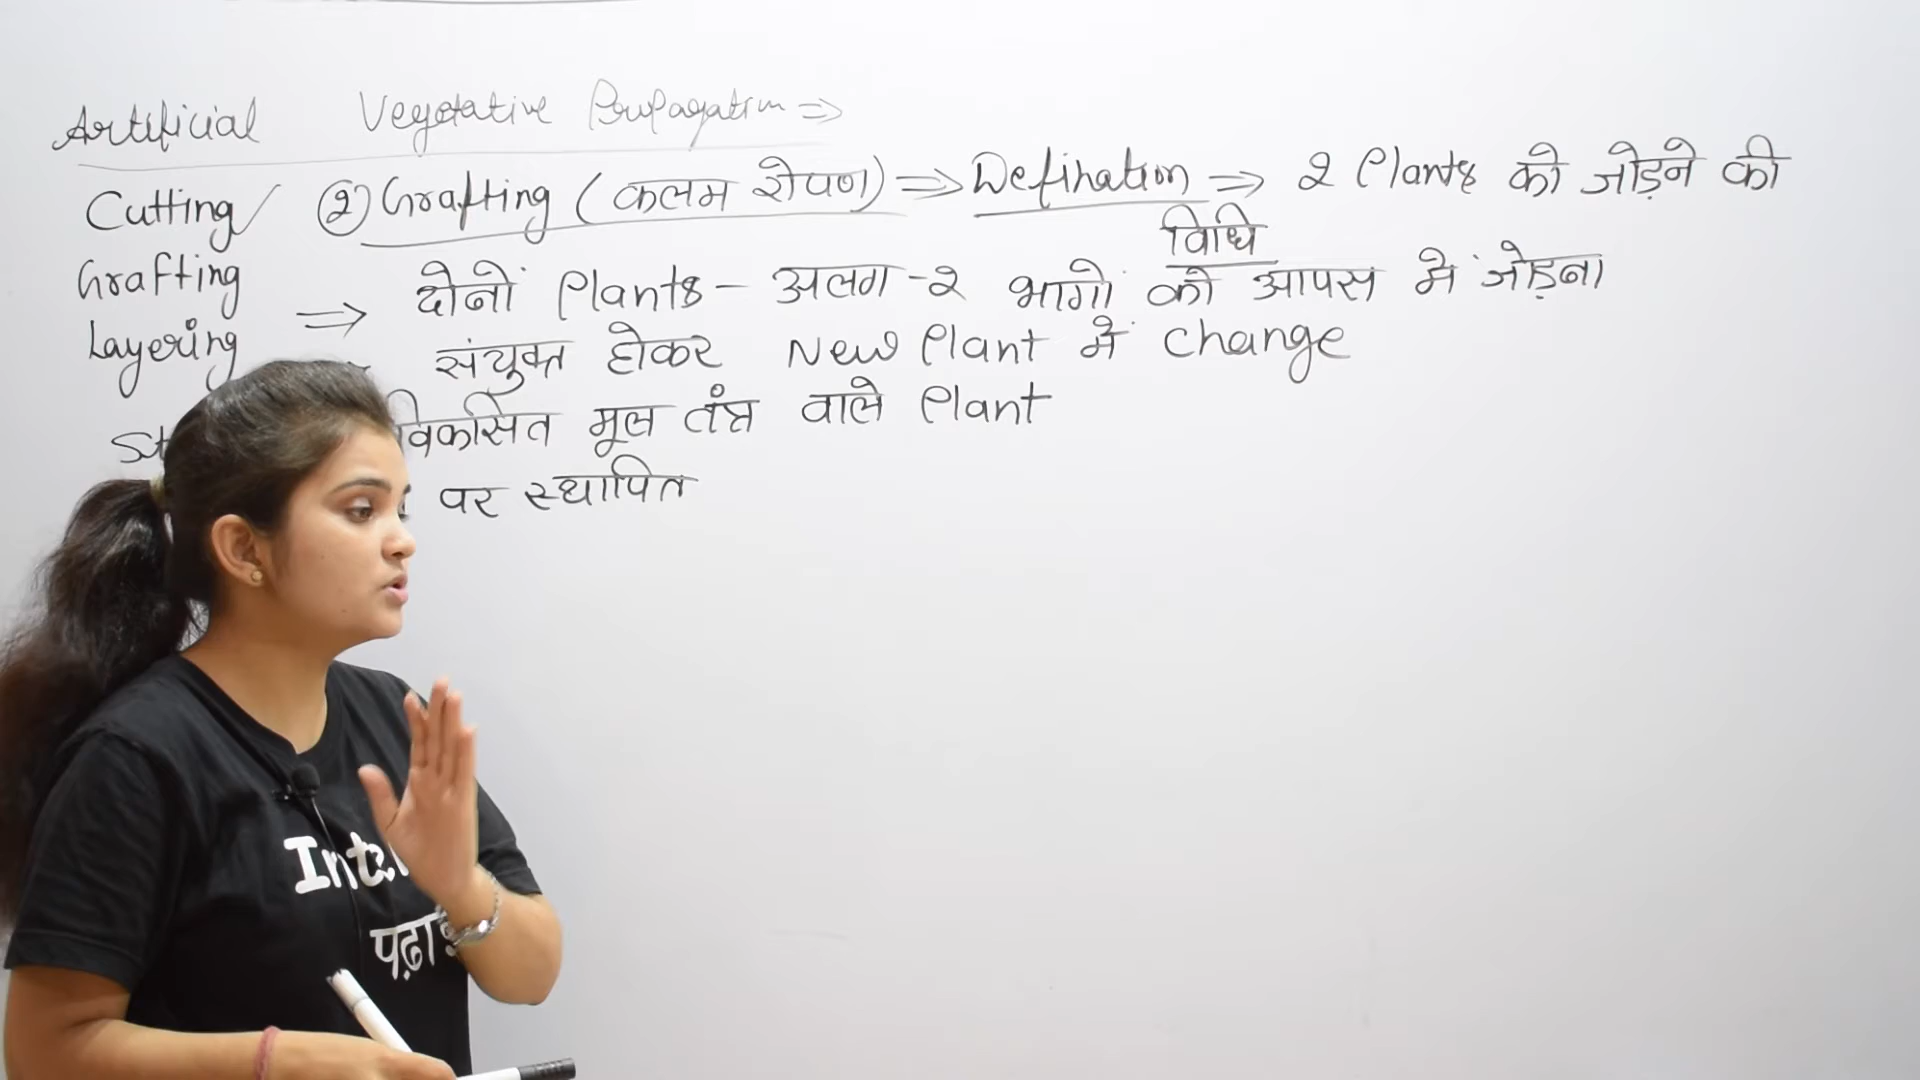 Artificial Vegetative Propagation ⇒
Cutting ✓ ② Grafting (कलम रोपण) ⇒ Defination ⇒ 2 Plants को जोड़ने की
विधि
Grafting
⇒ दोनों Plants - अलग-2 भागों को आपस में जोड़ना
Layering
संयुक्त होकर New Plant में Change
विकसित मूल तंत्र वाले Plant
पर स्थापित